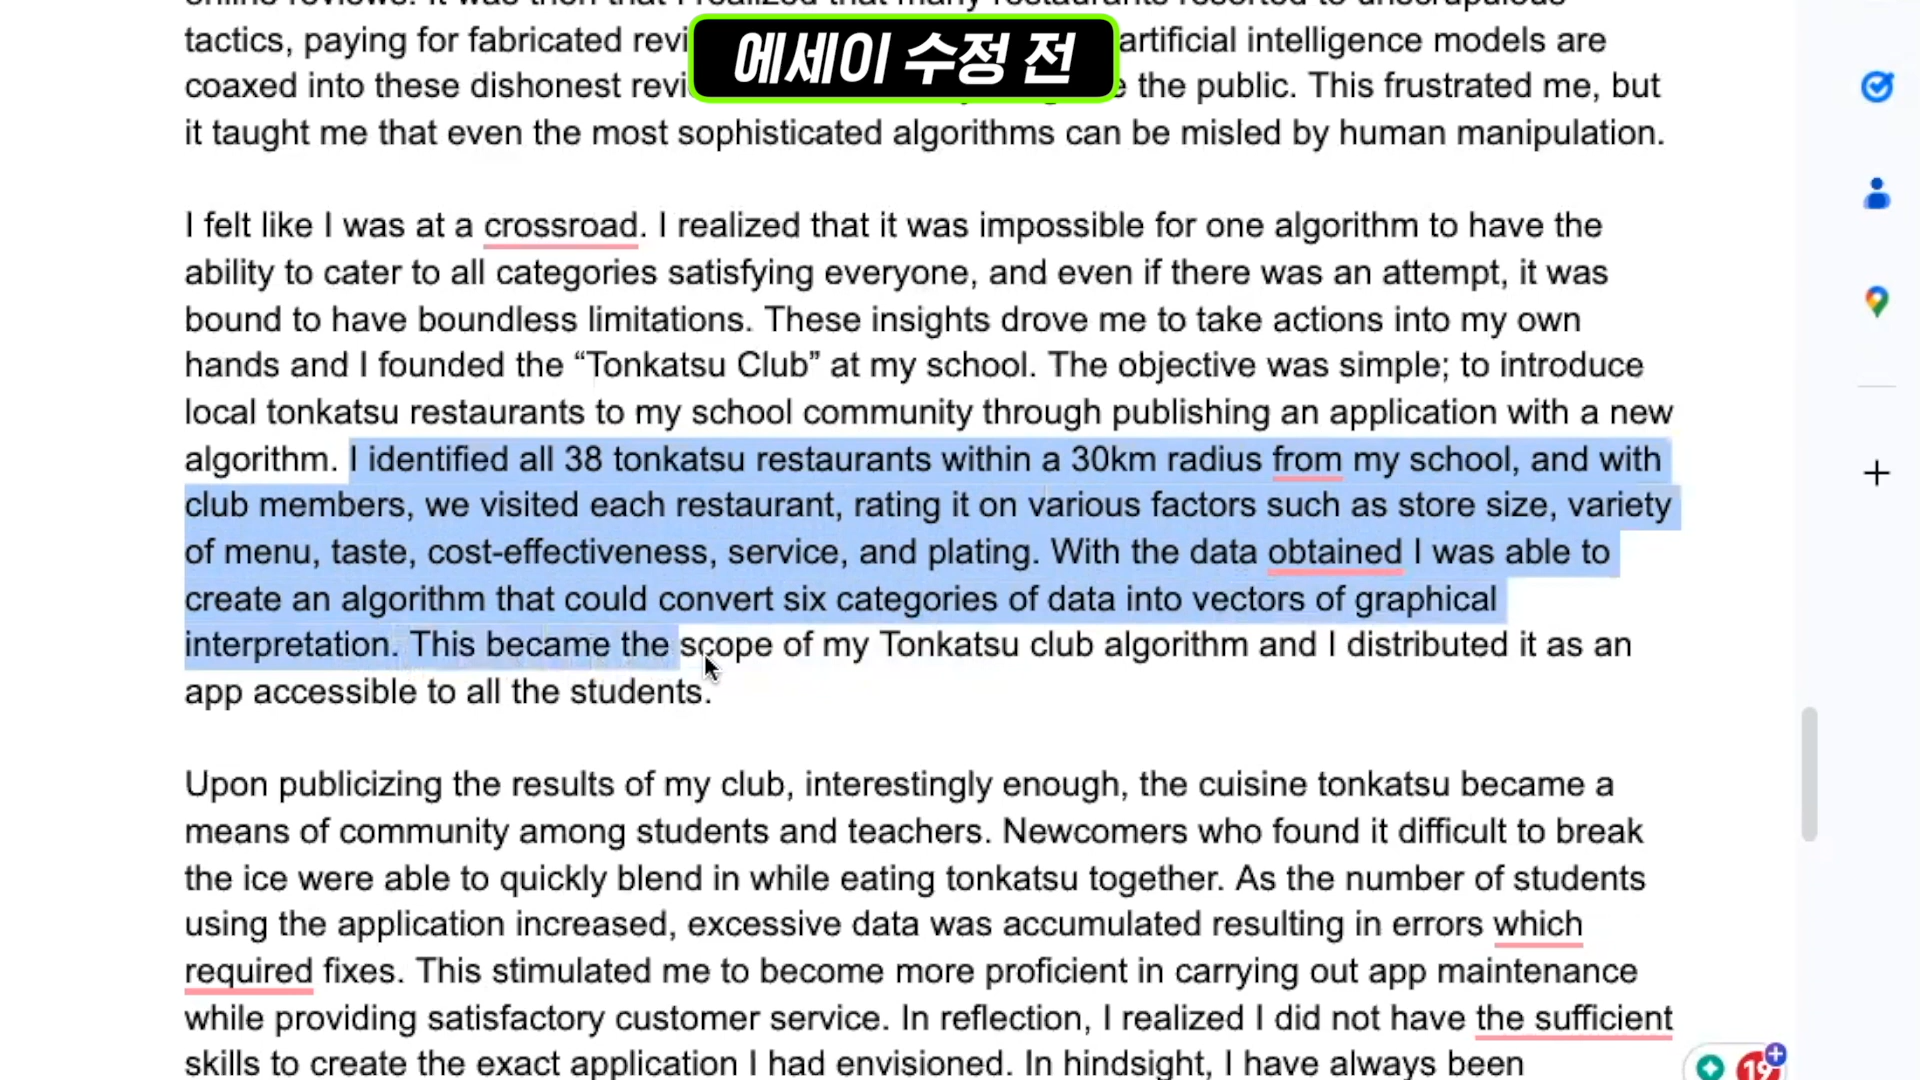 에세이 수정 전
tactics, paying for fabricated artificial intelligence models are
coaxed into these dishonest the public. This frustrated me, but
it taught me that even the most sophisticated algorithms can be misled by human manipulation.
I felt like I was at a crossroad. I realized that it was impossible for one algorithm to have the
ability to cater to all categories satisfying everyone, and even if there was an attempt, it was
bound to have boundless limitations. These insights drove me to take actions into my own
hands and I founded the “Tonkatsu Club” at my school. The objective was simple; to introduce
local tonkatsu restaurants to my school community through publishing an application with a new
algorithm. I identified all 38 tonkatsu restaurants within a 30km radius from my school, and with
club members, we visited each restaurant, rating it on various factors such as store size, variety
of menu, taste, cost-effectiveness, service, and plating. With the data obtained I was able to
create an algorithm that could convert six categories of data into vectors of graphical
interpretation. This became the scope of my Tonkatsu club algorithm and I distributed it as an
app accessible to all the students.
Upon publicizing the results of my club, interestingly enough, the cuisine tonkatsu became a
means of community among students and teachers. Newcomers who found it difficult to break
the ice were able to quickly blend in while eating tonkatsu together. As the number of students
using the application increased, excessive data was accumulated resulting in errors which
required fixes. This stimulated me to become more proficient in carrying out app maintenance
while providing satisfactory customer service. In reflection, I realized I did not have the sufficient
skills to create the exact application I had envisioned. In hindsight, I have always been
19